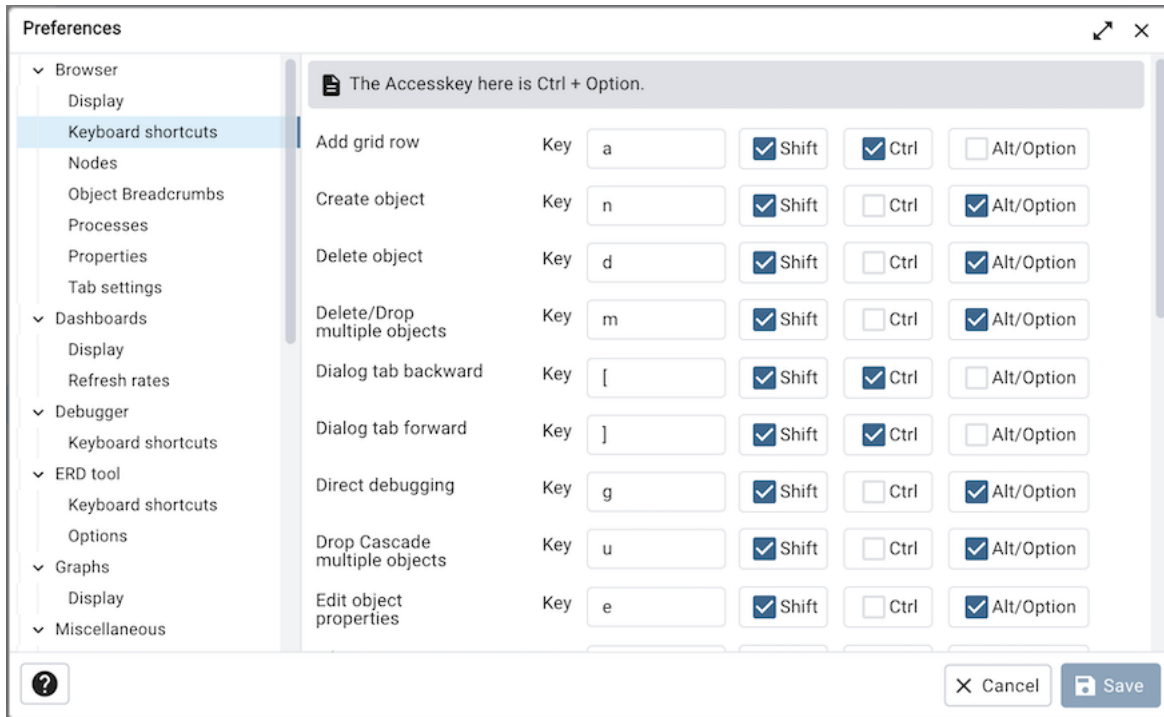 Preferences
Browser
Display
Keyboard shortcuts
Nodes
Object Breadcrumbs
Processes
Properties
Tab settings
Dashboards
Display
Refresh rates
Debugger
Keyboard shortcuts
ERD tool
Keyboard shortcuts
Options
Graphs
Display
Miscellaneous
The Accesskey here is Ctrl + Option.
Add grid row Key a Shift Ctrl Alt/Option
Create object Key n Shift Ctrl Alt/Option
Delete object Key d Shift Ctrl Alt/Option
Delete/Drop
multiple objects Key m Shift Ctrl Alt/Option
Dialog tab backward Key [ Shift Ctrl Alt/Option
Dialog tab forward Key ] Shift Ctrl Alt/Option
Direct debugging Key g Shift Ctrl Alt/Option
Drop Cascade
multiple objects Key u Shift Ctrl Alt/Option
Edit object
properties Key e Shift Ctrl Alt/Option
Cancel Save